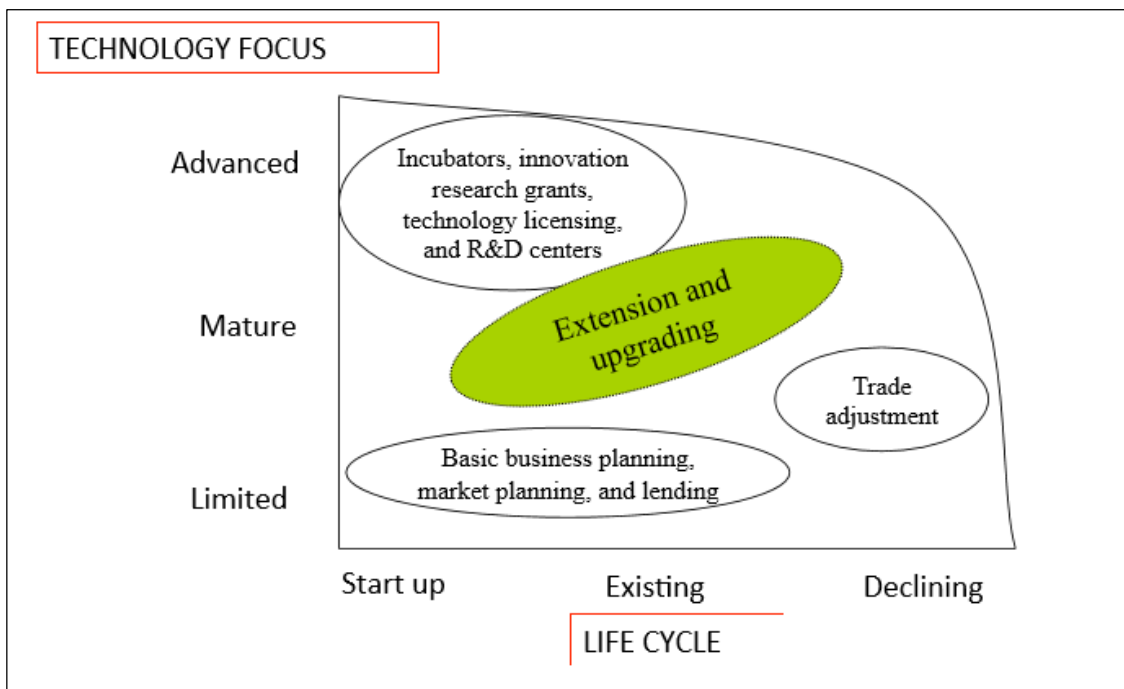 TECHNOLOGY FOCUS
Advanced
Incubators, innovation
research grants,
technology licensing,
and R&D centers
Mature
Extension and
upgrading
Trade
adjustment
Limited
Basic business planning,
market planning, and lending
Start up
Existing
Declining
LIFE CYCLE